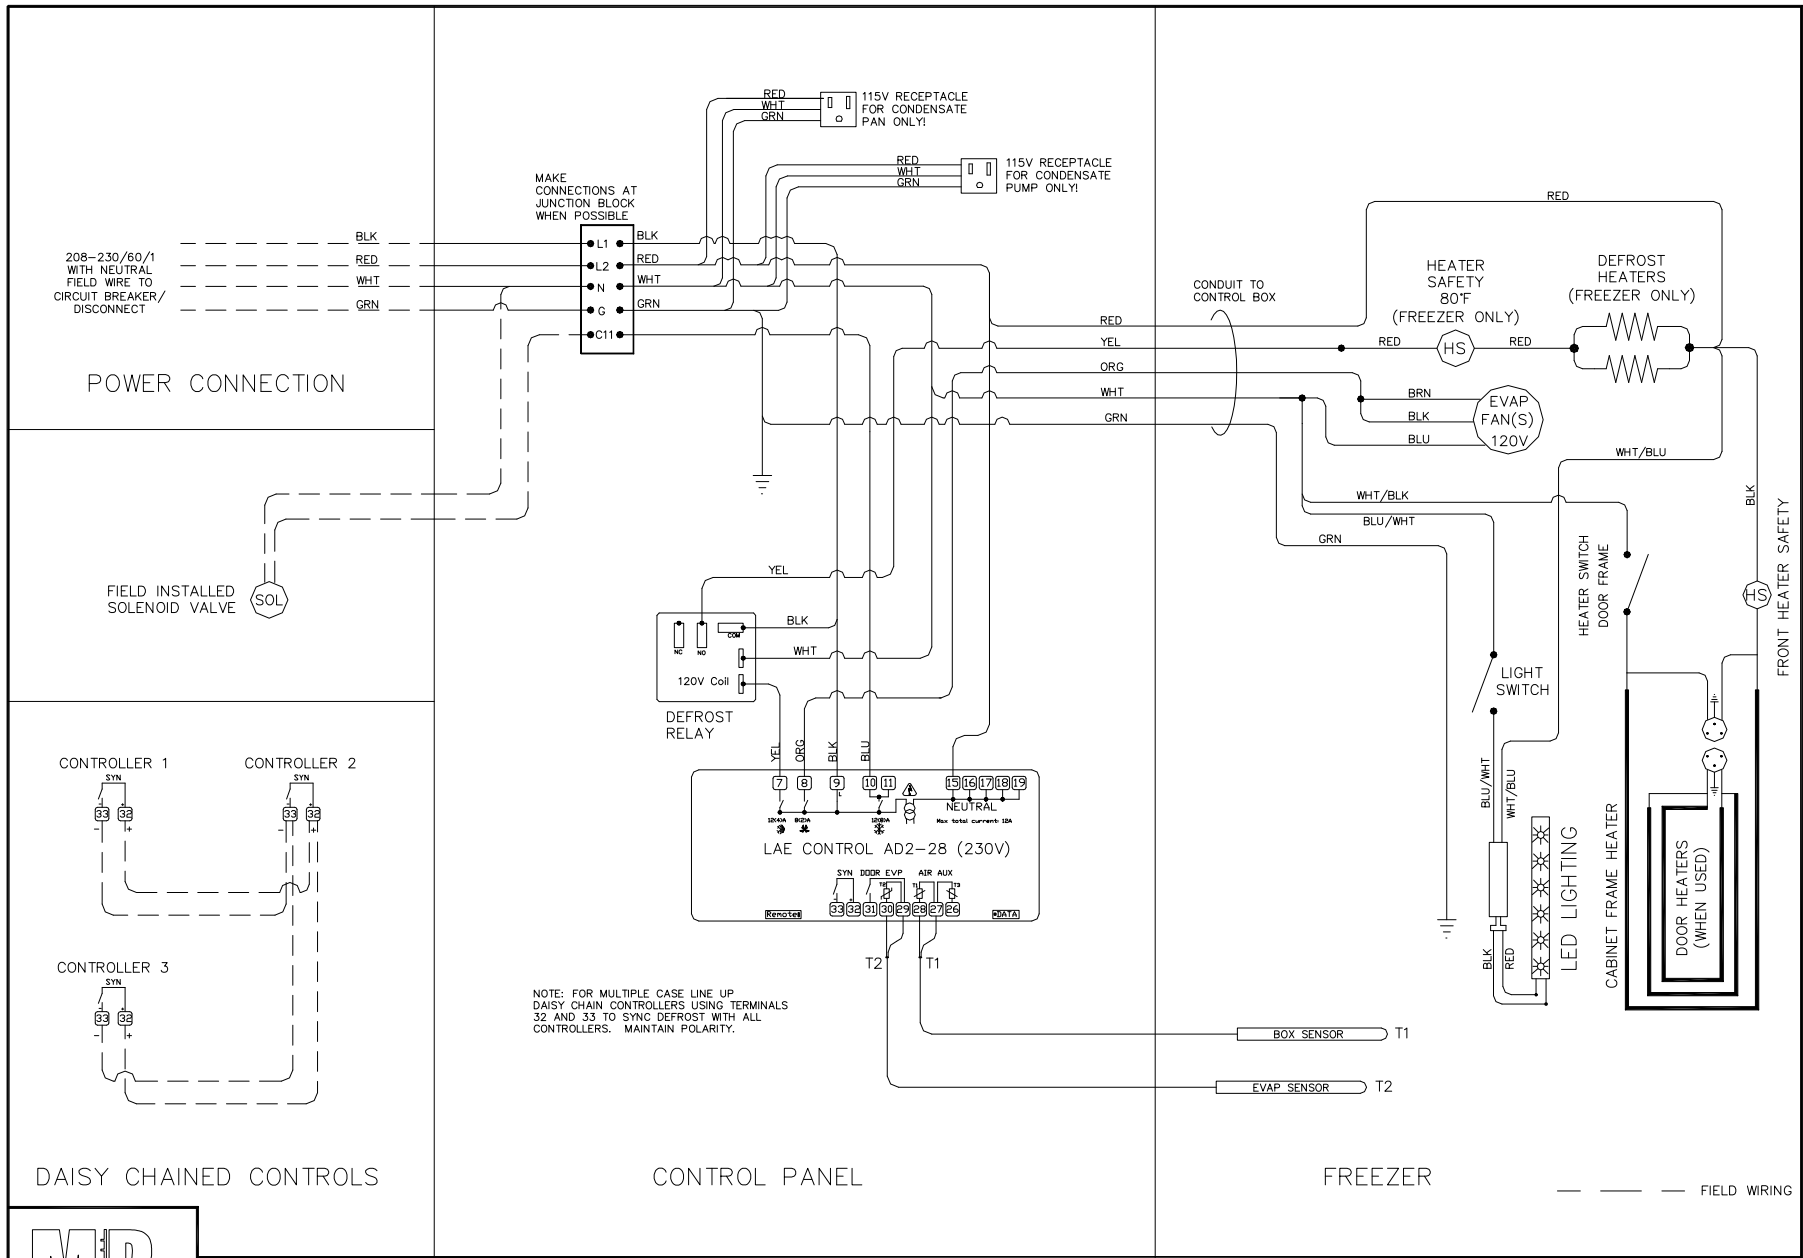 RED
WHT
GRN
115V RECEPTACLE
FOR CONDENSATE
PAN ONLY!
RED
WHT
GRN
115V RECEPTACLE
FOR CONDENSATE
PUMP ONLY!
MAKE
CONNECTIONS AT
JUNCTION BLOCK
WHEN POSSIBLE
208-230/60/1
WITH NEUTRAL
FIELD WIRE TO
CIRCUIT BREAKER/
DISCONNECT
BLK
RED
WHT
GRN
L1
L2
N
G
C11
BLK
RED
WHT
GRN
POWER CONNECTION
FIELD INSTALLED
SOLENOID VALVE
SOL
CONDUIT TO
CONTROL BOX
RED
YEL
ORG
WHT
GRN
RED
HEATER
SAFETY
80°F
(FREEZER ONLY)
DEFROST
HEATERS
(FREEZER ONLY)
RED
HS
RED
BRN
BLK
BLU
EVAP
FAN(S)
120V
WHT/BLU
WHT/BLK
BLU/WHT
GRN
BLK
HEATER SWITCH
DOOR FRAME
HS
FRONT HEATER SAFETY
LIGHT
SWITCH
BLU/WHT
WHT/BLU
BLK
RED
LED LIGHTING
CABINET FRAME HEATER
DOOR HEATERS
(WHEN USED)
YEL
BLK
WHT
NC
NO
COM
120V Coil
DEFROST
RELAY
YEL
ORG
BLK
BLU
7 8 9 10 11 15 16 17 18 19
L
NEUTRAL
12(4)A 8(2)A 12(8)A
Max total current: 12A
LAE CONTROL AD2-28 (230V)
SYN DOOR EVP AIR AUX
T2 T1 T3
33 32 31 30 29 28 27 26
Remote
DATA
T2 T1
NOTE: FOR MULTIPLE CASE LINE UP
DAISY CHAIN CONTROLLERS USING TERMINALS
32 AND 33 TO SYNC DEFROST WITH ALL
CONTROLLERS. MAINTAIN POLARITY.
BOX SENSOR T1
EVAP SENSOR T2
CONTROLLER 1
SYN
- +
33 32
- +
CONTROLLER 2
SYN
- +
33 32
- +
CONTROLLER 3
SYN
- +
33 32
- +
DAISY CHAINED CONTROLS
CONTROL PANEL
FREEZER
FIELD WIRING